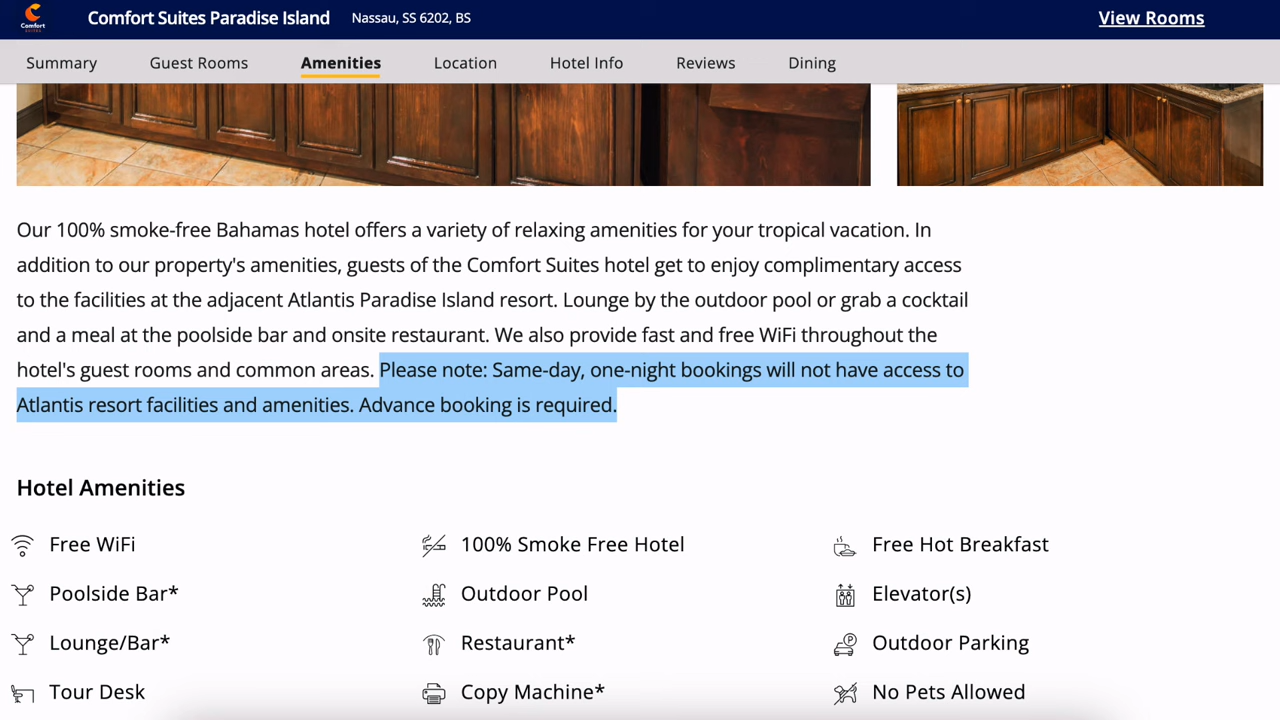 Comfort
SUITES
Comfort Suites Paradise Island
Nassau, SS 6202, BS
View Rooms
Summary
Guest Rooms
Amenities
Location
Hotel Info
Reviews
Dining
Our 100% smoke-free Bahamas hotel offers a variety of relaxing amenities for your tropical vacation. In
addition to our property's amenities, guests of the Comfort Suites hotel get to enjoy complimentary access
to the facilities at the adjacent Atlantis Paradise Island resort. Lounge by the outdoor pool or grab a cocktail
and a meal at the poolside bar and onsite restaurant. We also provide fast and free WiFi throughout the
hotel's guest rooms and common areas. Please note: Same-day, one-night bookings will not have access to
Atlantis resort facilities and amenities. Advance booking is required.
Hotel Amenities
Free WiFi
100% Smoke Free Hotel
Free Hot Breakfast
Poolside Bar*
Outdoor Pool
Elevator(s)
Lounge/Bar*
Restaurant*
Outdoor Parking
Tour Desk
Copy Machine*
No Pets Allowed